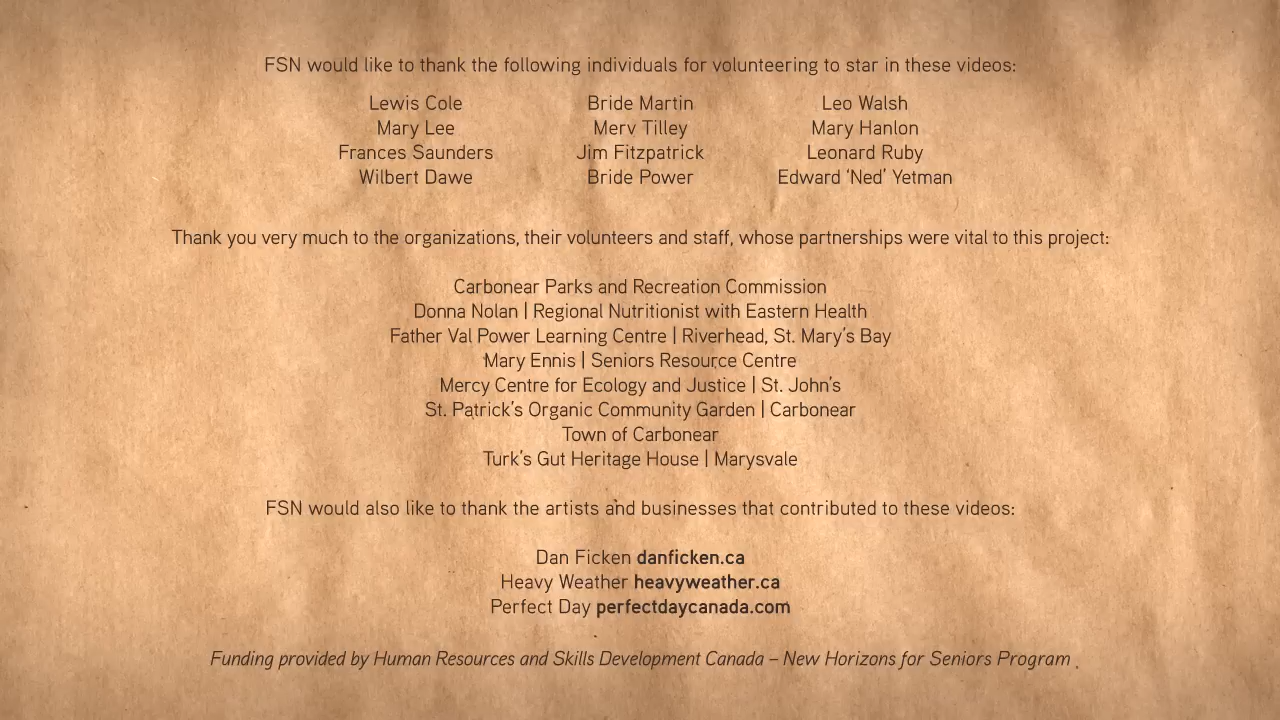 FSN would like to thank the following individuals for volunteering to star in these videos:
Lewis Cole
Mary Lee
Frances Saunders
Wilbert Dawe
Bride Martin
Merv Tilley
Jim Fitzpatrick
Bride Power
Leo Walsh
Mary Hanlon
Leonard Ruby
Edward ‘Ned’ Yetman
Thank you very much to the organizations, their volunteers and staff, whose partnerships were vital to this project:
Carbonear Parks and Recreation Commission
Donna Nolan | Regional Nutritionist with Eastern Health
Father Val Power Learning Centre | Riverhead, St. Mary’s Bay
Mary Ennis | Seniors Resource Centre
Mercy Centre for Ecology and Justice | St. John’s
St. Patrick’s Organic Community Garden | Carbonear
Town of Carbonear
Turk’s Gut Heritage House | Marysvale
FSN would also like to thank the artists and businesses that contributed to these videos:
Dan Ficken danficken.ca
Heavy Weather heavyweather.ca
Perfect Day perfectdaycanada.com
Funding provided by Human Resources and Skills Development Canada – New Horizons for Seniors Program